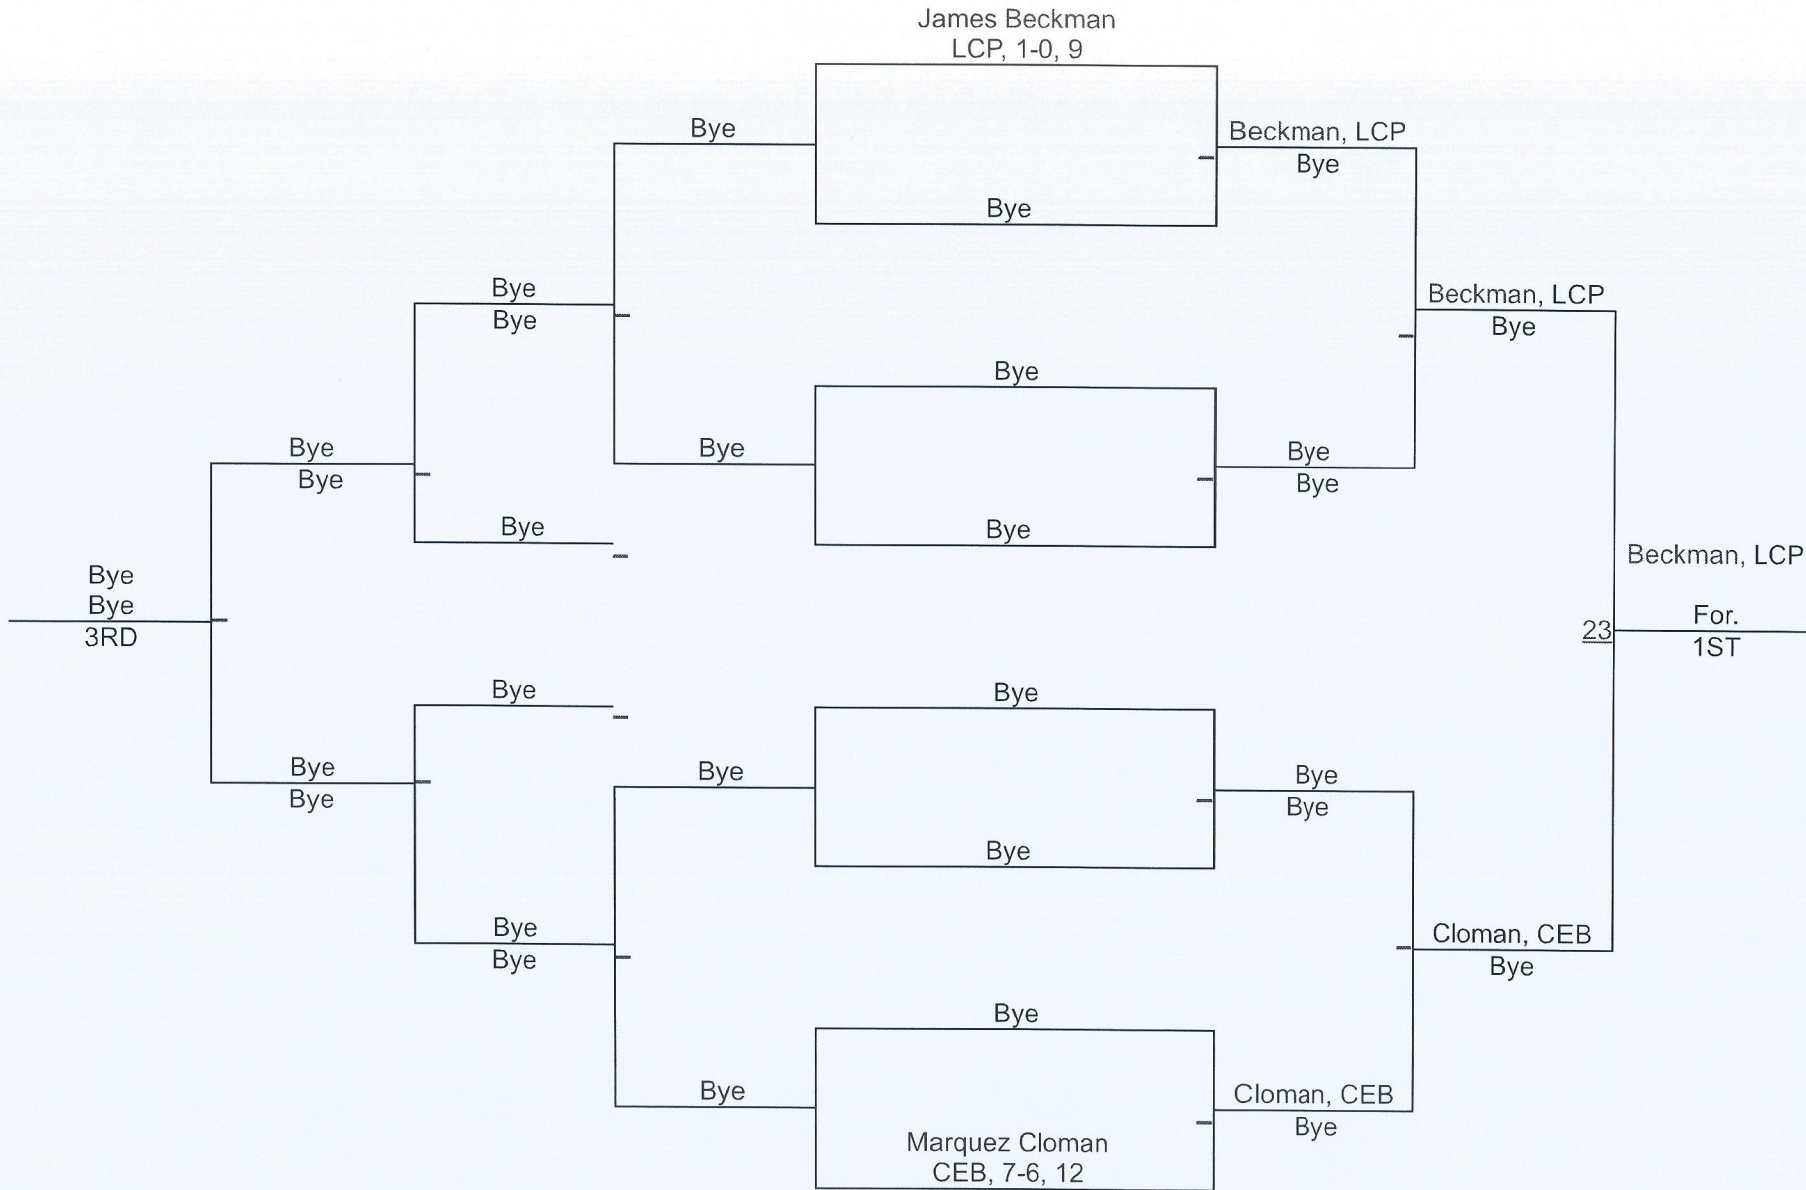 James Beckman
LCP, 1-0, 9
Bye
Beckman, LCP
Bye
Bye
Bye
Bye
Beckman, LCP
Bye
Bye
Bye
Bye
Bye
Bye
Bye
Bye
Bye
Beckman, LCP
Bye
Bye
3RD
For.
23
1ST
Bye
Bye
Bye
Bye
Bye
Bye
Bye
Bye
Bye
Bye
Cloman, CEB
Bye
Bye
Bye
Bye
Cloman, CEB
Bye
Marquez Cloman
CEB, 7-6, 12